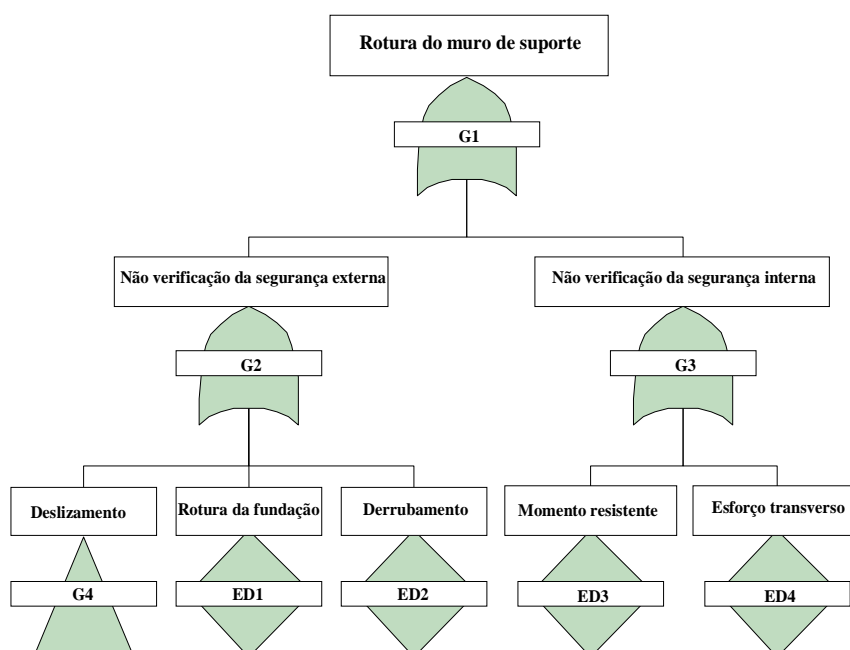 Rotura do muro de suporte
G1
Não verificação da segurança externa
Não verificação da segurança interna
G2
G3
Deslizamento
Rotura da fundação
Derrubamento
Momento resistente
Esforço transverso
G4
ED1
ED2
ED3
ED4